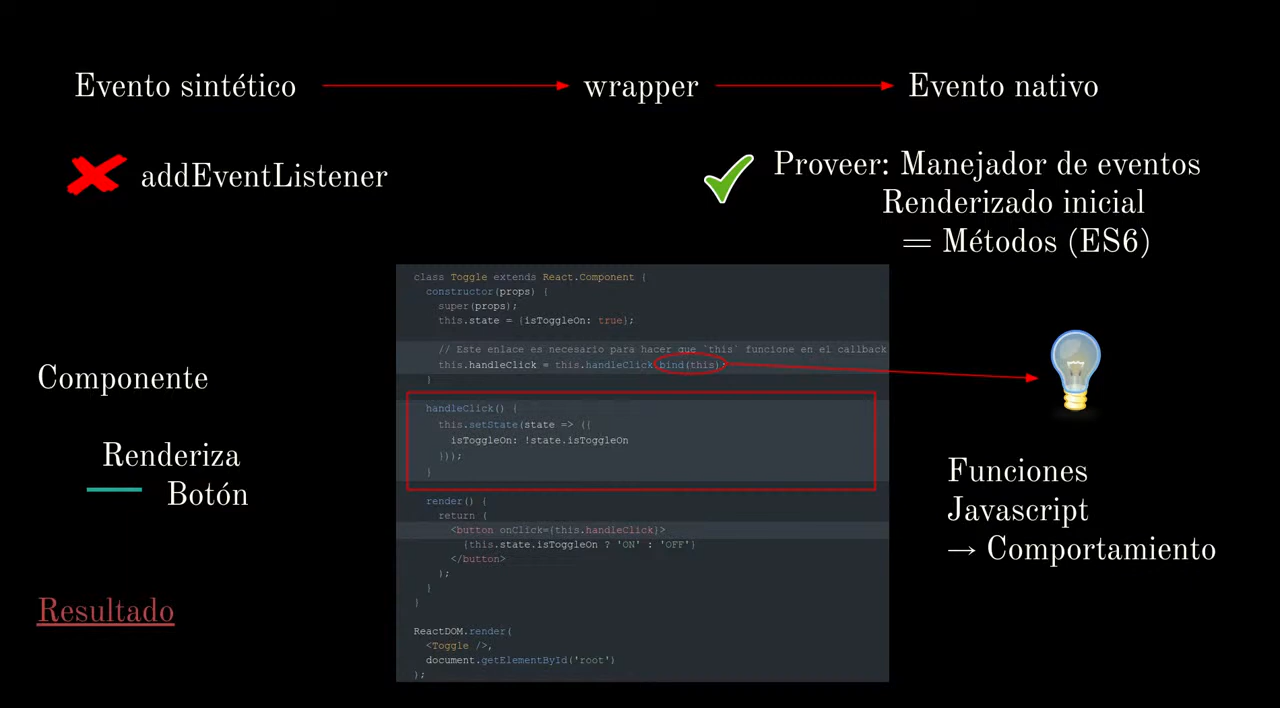 Evento sintético → wrapper → Evento nativo
addEventListener
Proveer: Manejador de eventos
Renderizado inicial
= Métodos (ES6)
class Toggle extends React.Component {
constructor(props) {
super(props);
this.state = {isToggleOn: true};
// Este enlace es necesario para hacer que `this` funcione en el callback
this.handleClick = this.handleClick.bind(this);
}
handleClick() {
this.setState(state => ({
isToggleOn: !state.isToggleOn
}));
}
render() {
return (
<button onClick={this.handleClick}>
{this.state.isToggleOn ? 'ON' : 'OFF'}
</button>
);
}
}
ReactDOM.render(
<Toggle />,
document.getElementById('root')
);
Componente
Renderiza
Botón
Resultado
Funciones
Javascript
→ Comportamiento